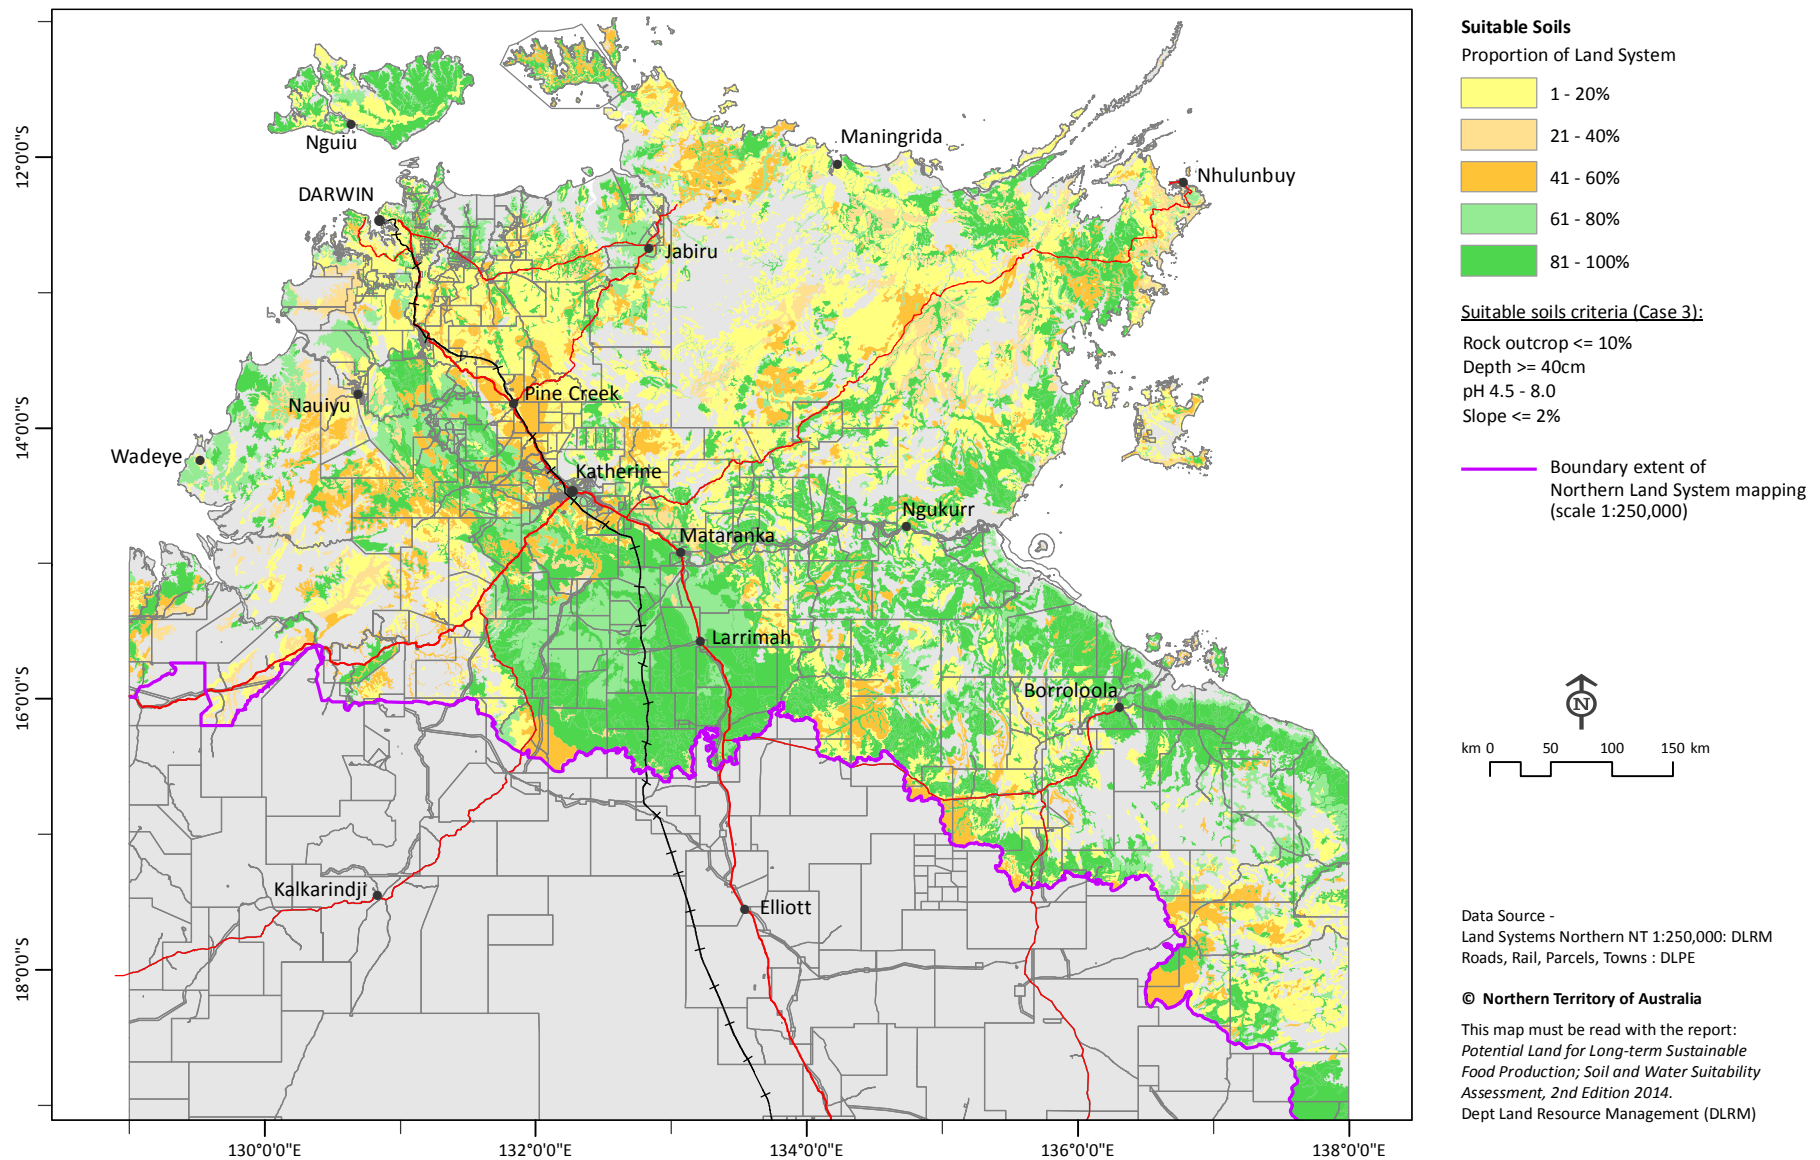 Suitable Soils
Proportion of Land System
1 - 20%
21 - 40%
41 - 60%
61 - 80%
81 - 100%
Suitable soils criteria (Case 3):
Rock outcrop <= 10%
Depth >= 40cm
pH 4.5 - 8.0
Slope <= 2%
Boundary extent of
Northern Land System mapping
(scale 1:250,000)
N
km 0 50 100 150 km
Data Source -
Land Systems Northern NT 1:250,000: DLRM
Roads, Rail, Parcels, Towns : DLPE
© Northern Territory of Australia
This map must be read with the report:
Potential Land for Long-term Sustainable
Food Production; Soil and Water Suitability
Assessment, 2nd Edition 2014.
Dept Land Resource Management (DLRM)
Nguiu
Maningrida
DARWIN
Nhulunbuy
Jabiru
Pine Creek
Nauiyu
Wadeye
Katherine
Ngukurr
Mataranka
Larrimah
Borroloola
Kalkarindji
Elliott
12°0'0"S
14°0'0"S
16°0'0"S
18°0'0"S
130°0'0"E
132°0'0"E
134°0'0"E
136°0'0"E
138°0'0"E